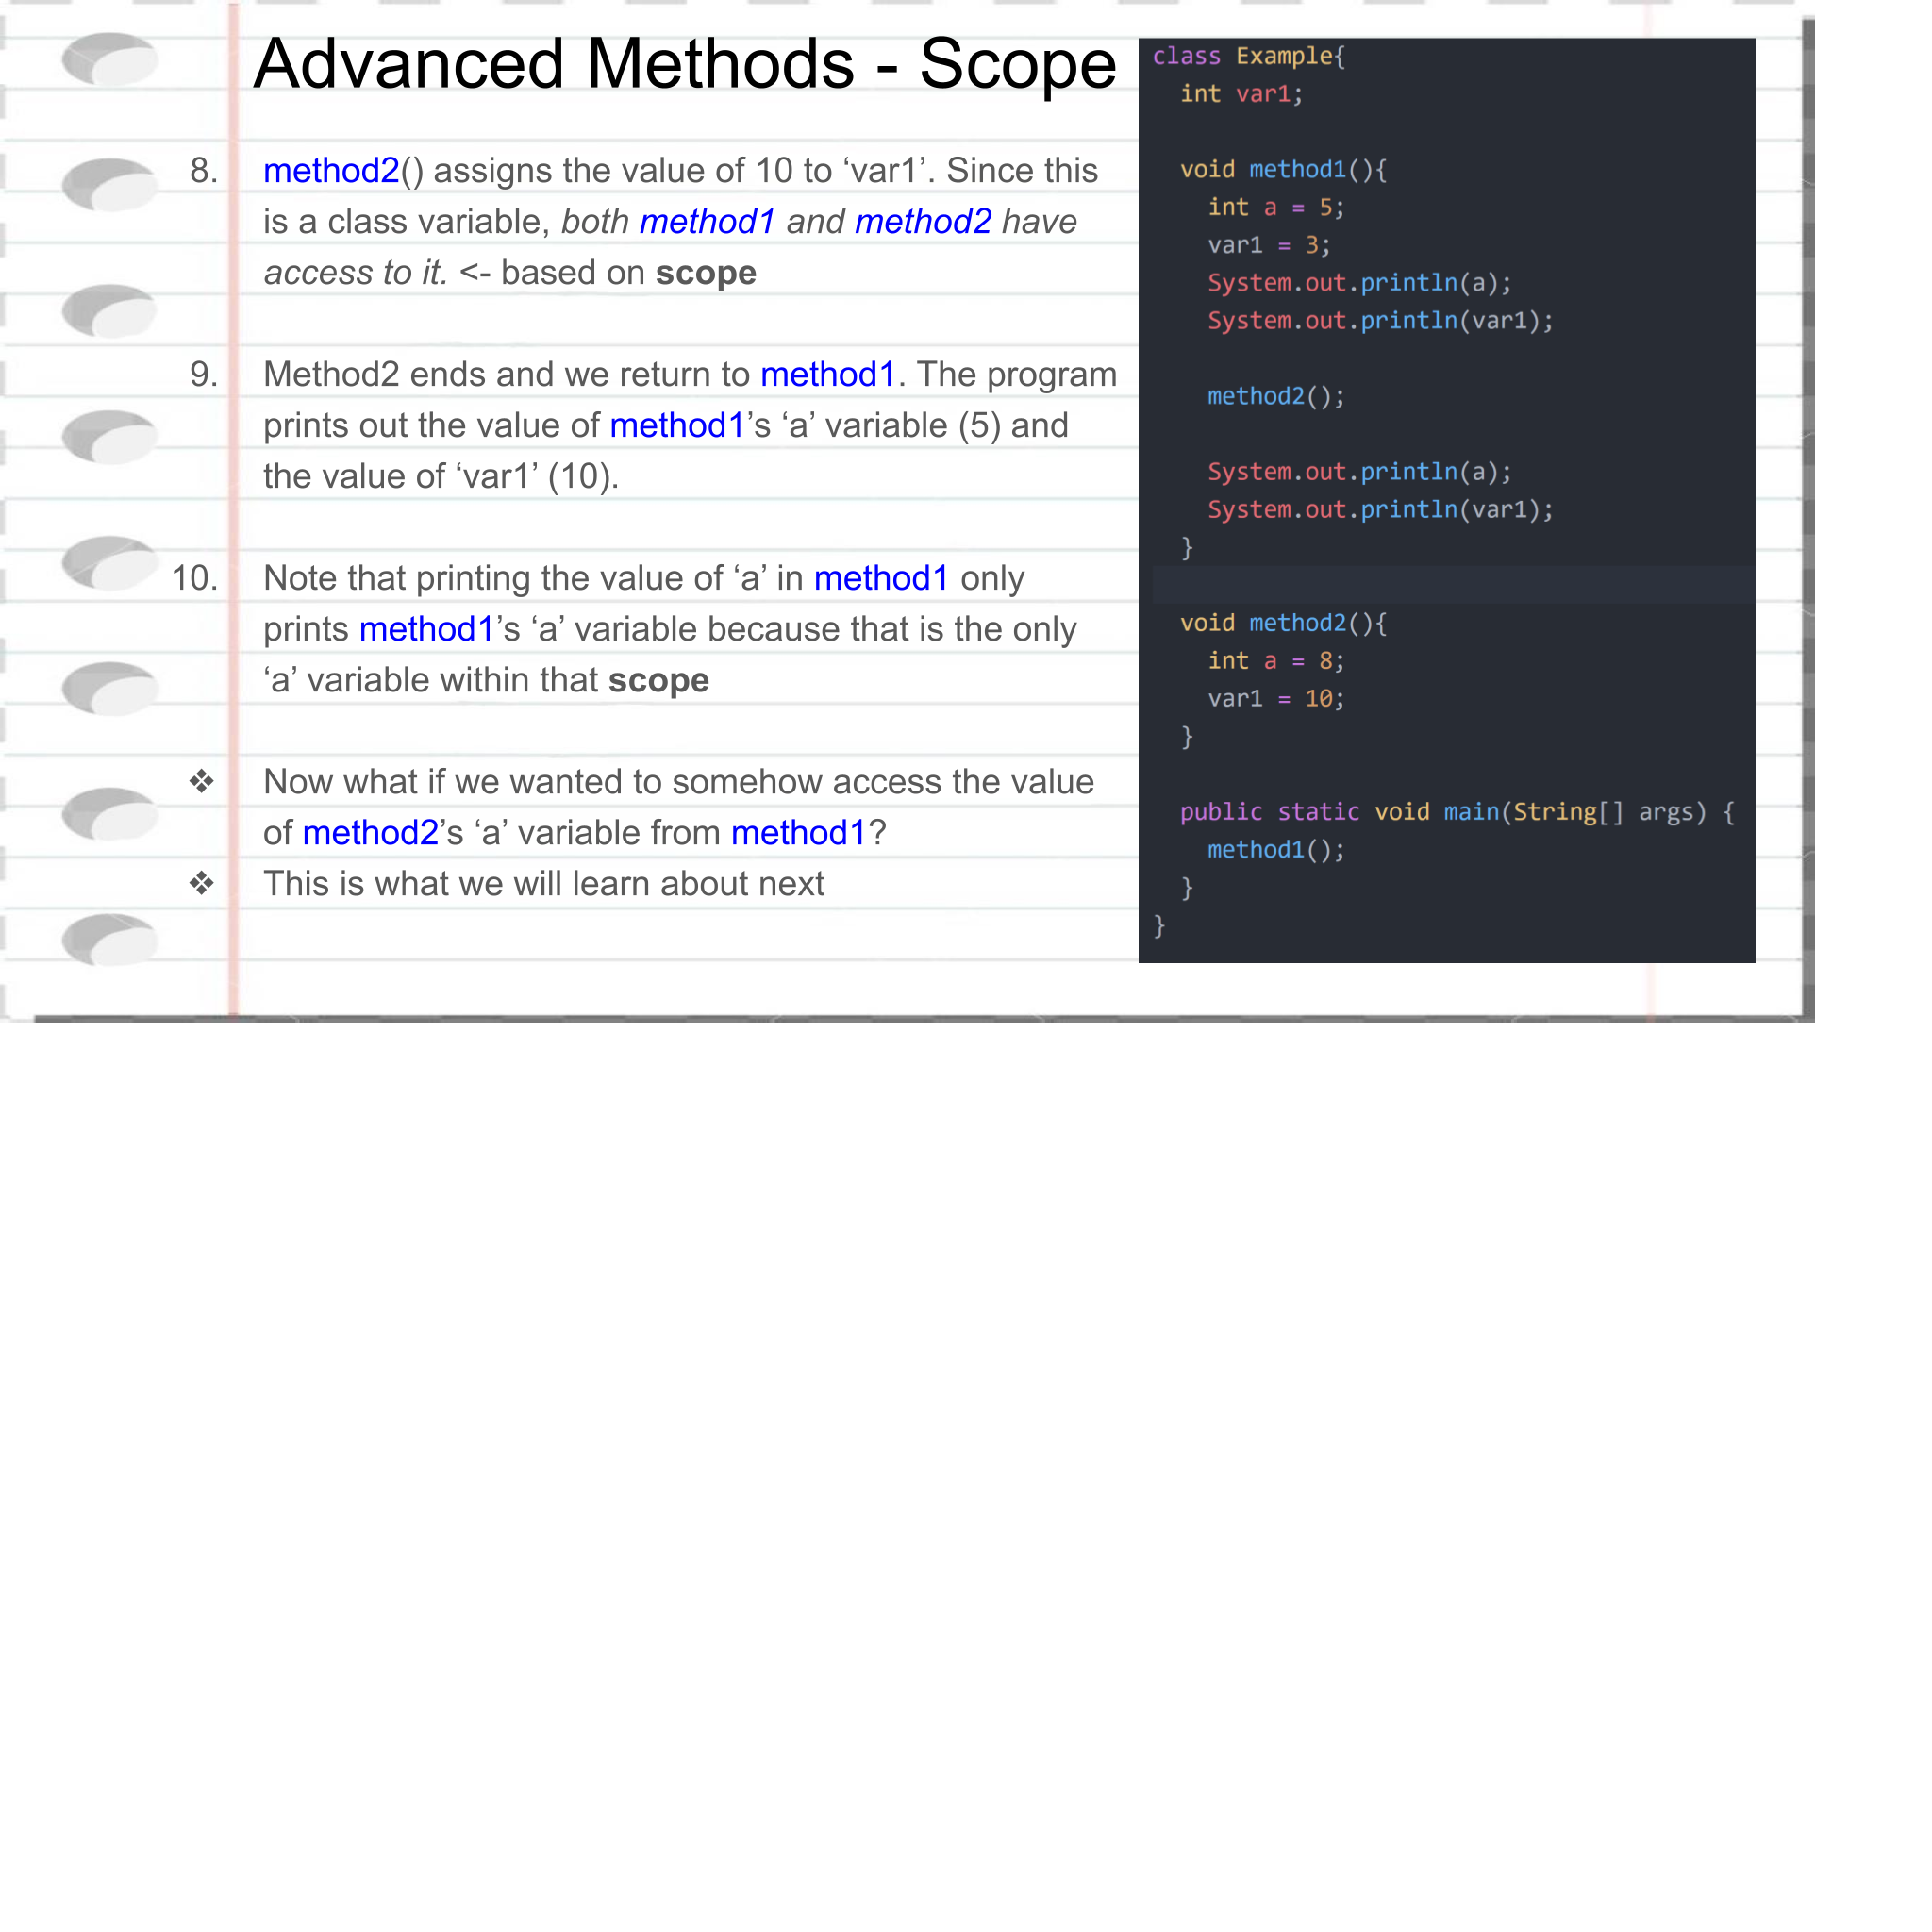 Advanced Methods - Scope
8. method2() assigns the value of 10 to ‘var1’. Since this
is a class variable, both method1 and method2 have
access to it. <- based on scope
9. Method2 ends and we return to method1. The program
prints out the value of method1’s ‘a’ variable (5) and
the value of ‘var1’ (10).
10. Note that printing the value of ‘a’ in method1 only
prints method1’s ‘a’ variable because that is the only
‘a’ variable within that scope
❖ Now what if we wanted to somehow access the value
of method2’s ‘a’ variable from method1?
❖ This is what we will learn about next
class Example{
int var1;
void method1(){
int a = 5;
var1 = 3;
System.out.println(a);
System.out.println(var1);
method2();
System.out.println(a);
System.out.println(var1);
}
void method2(){
int a = 8;
var1 = 10;
}
public static void main(String[] args) {
method1();
}
}